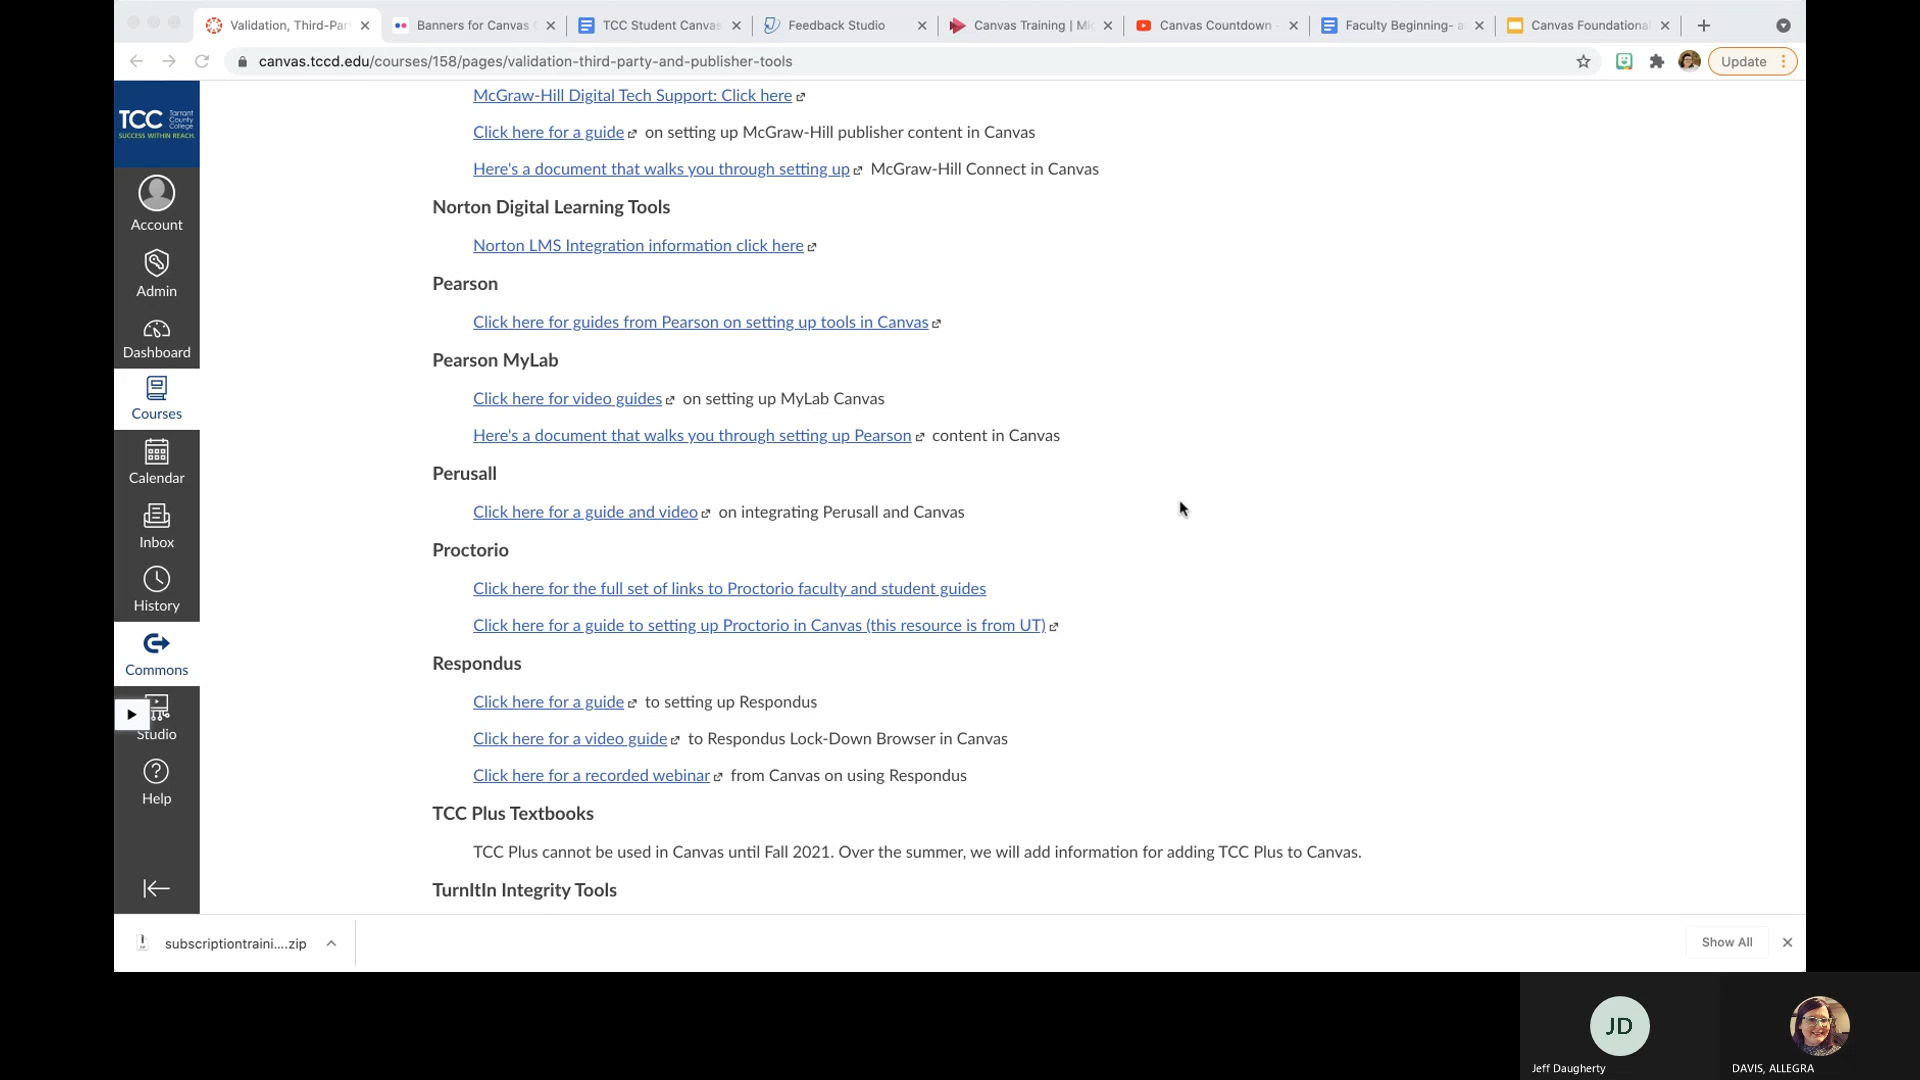 Validation, Third-Par
Banners for Canvas
TCC Student Canvas
Feedback Studio
Canvas Training | Mi
Canvas Countdown
Faculty Beginning- a
Canvas Foundational
canvas.tccd.edu/courses/158/pages/validation-third-party-and-publisher-tools
Update
TCC Tarrant County College
SUCCESS WITHIN REACH.
Account
Admin
Dashboard
Courses
Calendar
Inbox
History
Commons
Studio
Help
McGraw-Hill Digital Tech Support: Click here
Click here for a guide on setting up McGraw-Hill publisher content in Canvas
Here's a document that walks you through setting up McGraw-Hill Connect in Canvas
Norton Digital Learning Tools
Norton LMS Integration information click here
Pearson
Click here for guides from Pearson on setting up tools in Canvas
Pearson MyLab
Click here for video guides on setting up MyLab Canvas
Here's a document that walks you through setting up Pearson content in Canvas
Perusall
Click here for a guide and video on integrating Perusall and Canvas
Proctorio
Click here for the full set of links to Proctorio faculty and student guides
Click here for a guide to setting up Proctorio in Canvas (this resource is from UT)
Respondus
Click here for a guide to setting up Respondus
Click here for a video guide to Respondus Lock-Down Browser in Canvas
Click here for a recorded webinar from Canvas on using Respondus
TCC Plus Textbooks
TCC Plus cannot be used in Canvas until Fall 2021. Over the summer, we will add information for adding TCC Plus to Canvas.
TurnItIn Integrity Tools
subscriptiontraini....zip
Show All
JD
Jeff Daugherty
DAVIS, ALLEGRA